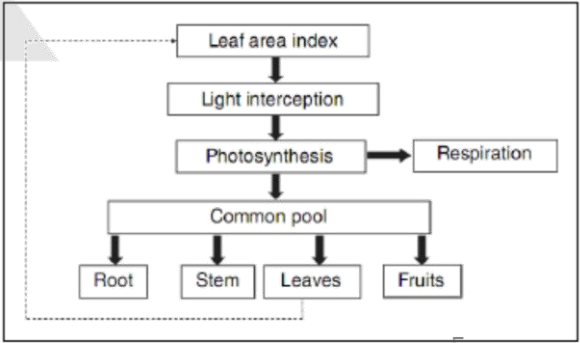 Leaf area index
Light interception
Photosynthesis
Respiration
Common pool
Root
Stem
Leaves
Fruits